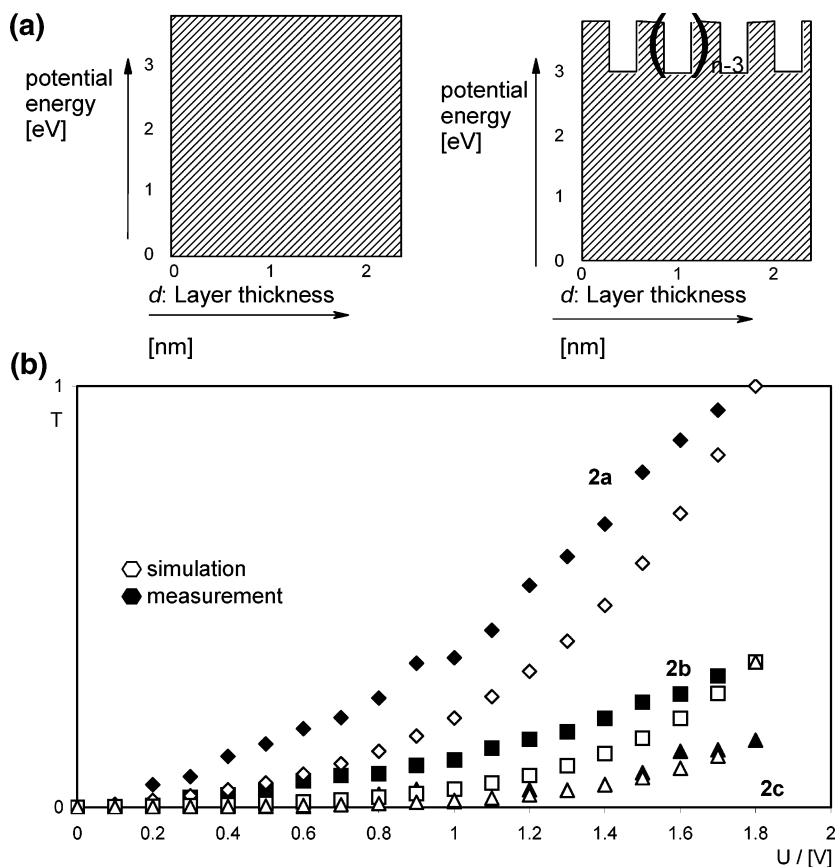 (a)
potential
energy
[eV]
3
2
1
0
0 1 2
d: Layer thickness
[nm]
potential
energy
[eV]
3
2
1
0
( ) n-3
0 1 2
d: Layer thickness
[nm]
(b)
1
T
0
2a
2b
2c
simulation
measurement
0 0.2 0.4 0.6 0.8 1 1.2 1.4 1.6 1.8 2
U / [V]